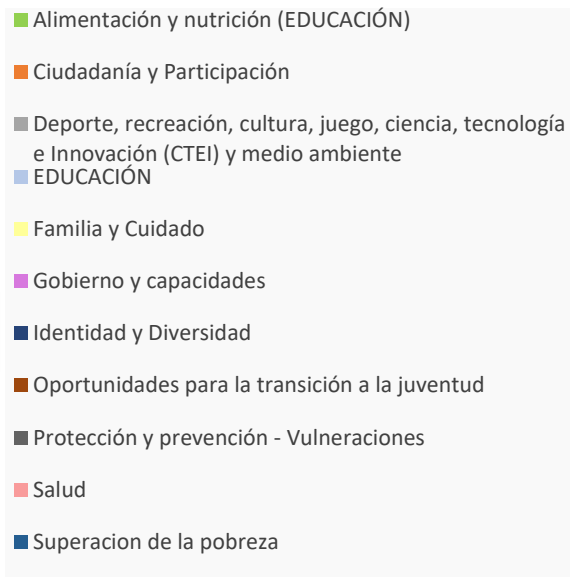 Alimentación y nutrición (EDUCACIÓN)
Ciudadanía y Participación
Deporte, recreación, cultura, juego, ciencia, tecnología
e Innovación (CTEI) y medio ambiente
EDUCACIÓN
Familia y Cuidado
Gobierno y capacidades
Identidad y Diversidad
Oportunidades para la transición a la juventud
Protección y prevención - Vulneraciones
Salud
Superacion de la pobreza